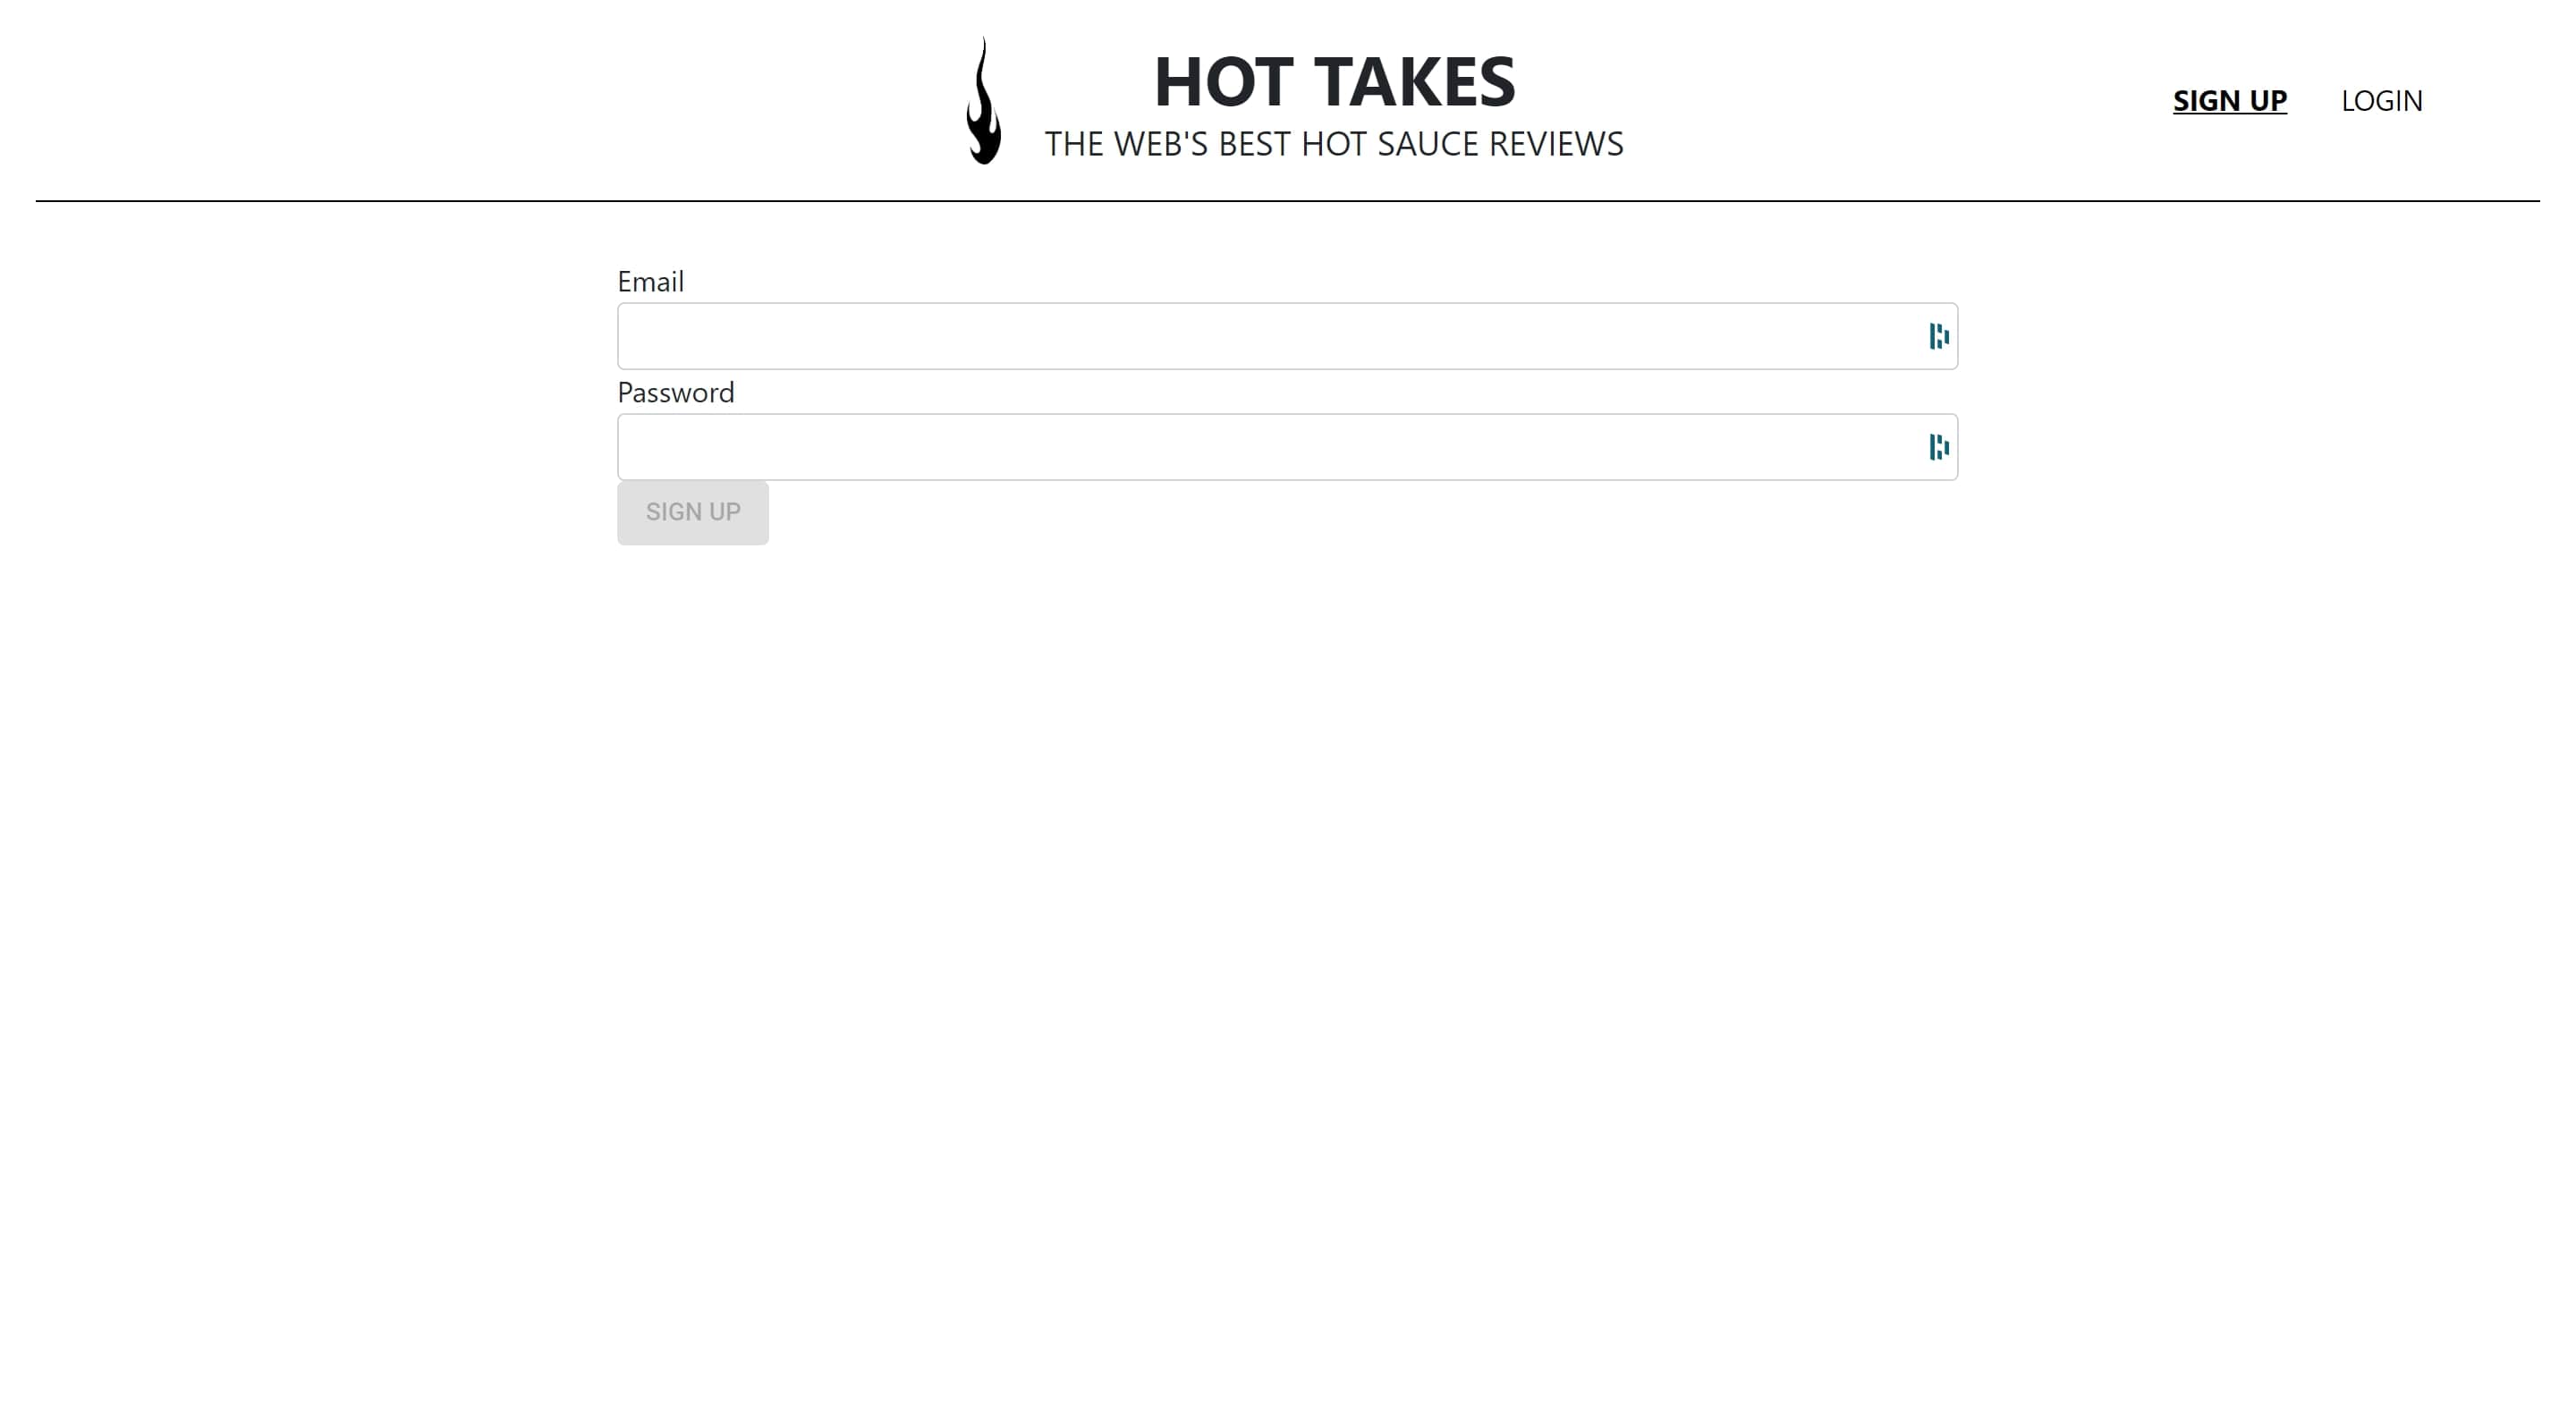 HOT TAKES
THE WEB'S BEST HOT SAUCE REVIEWS
SIGN UP
LOGIN
Email
Password
SIGN UP